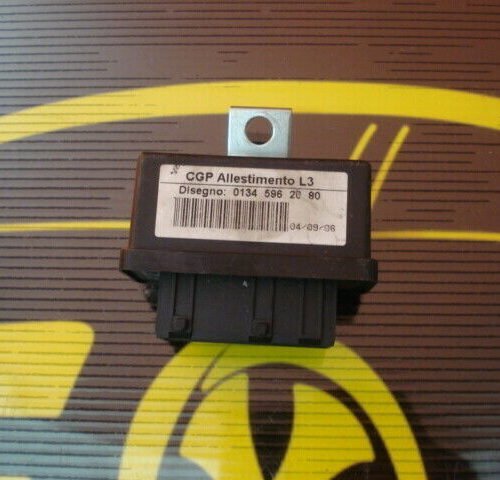 CGP Allestimento L3
Disegno: 0134 596 20 80
04/09/06